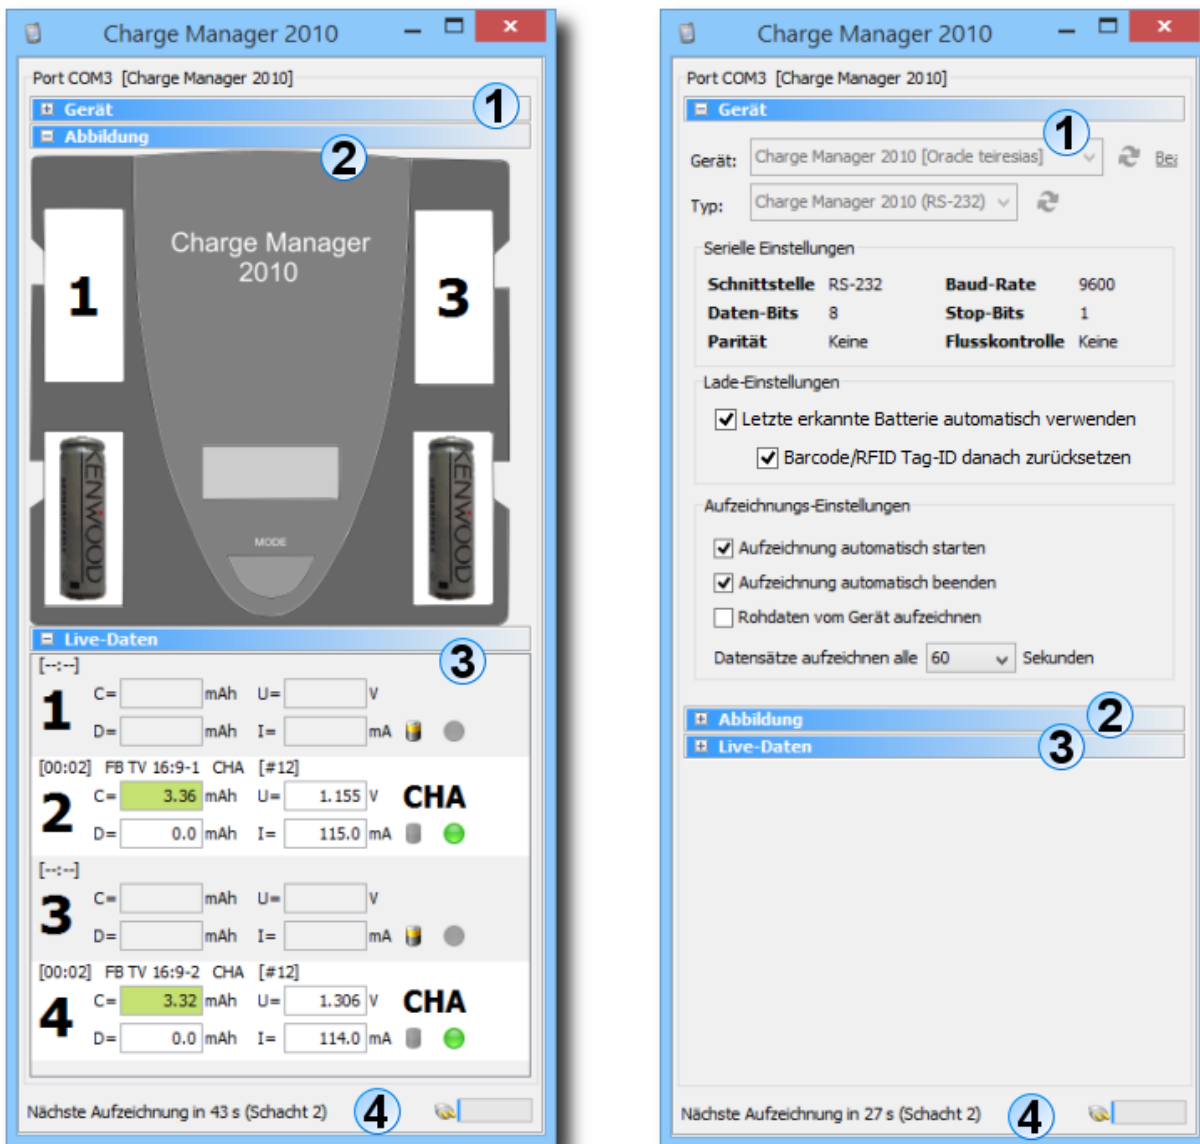 Charge Manager 2010
Port COM3 [Charge Manager 2010]
Gerät
1
Abbildung
2
Charge Manager
2010
1
3
KENWOOD
KENWOOD
MODE
Live-Daten
3
[--:--]
1
C= mAh U= V
D= mAh I= mA
[00:02] FB TV 16:9-1 CHA [#12]
2
C= 3.36 mAh U= 1.155 V CHA
D= 0.0 mAh I= 115.0 mA
[--:--]
3
C= mAh U= V
D= mAh I= mA
[00:02] FB TV 16:9-2 CHA [#12]
4
C= 3.32 mAh U= 1.306 V CHA
D= 0.0 mAh I= 114.0 mA
Nächste Aufzeichnung in 43 s (Schacht 2)
4
Charge Manager 2010
Port COM3 [Charge Manager 2010]
Gerät
1
Gerät: Charge Manager 2010 [Oracle teiresias]
Typ: Charge Manager 2010 (RS-232)
Serielle Einstellungen
Schnittstelle RS-232 Baud-Rate 9600
Daten-Bits 8 Stop-Bits 1
Parität Keine Flusskontrolle Keine
Lade-Einstellungen
Letzte erkannte Batterie automatisch verwenden
Barcode/RFID Tag-ID danach zurücksetzen
Aufzeichnungs-Einstellungen
Aufzeichnung automatisch starten
Aufzeichnung automatisch beenden
Rohdaten vom Gerät aufzeichnen
Datensätze aufzeichnen alle 60 Sekunden
Abbildung
2
Live-Daten
3
Nächste Aufzeichnung in 27 s (Schacht 2)
4